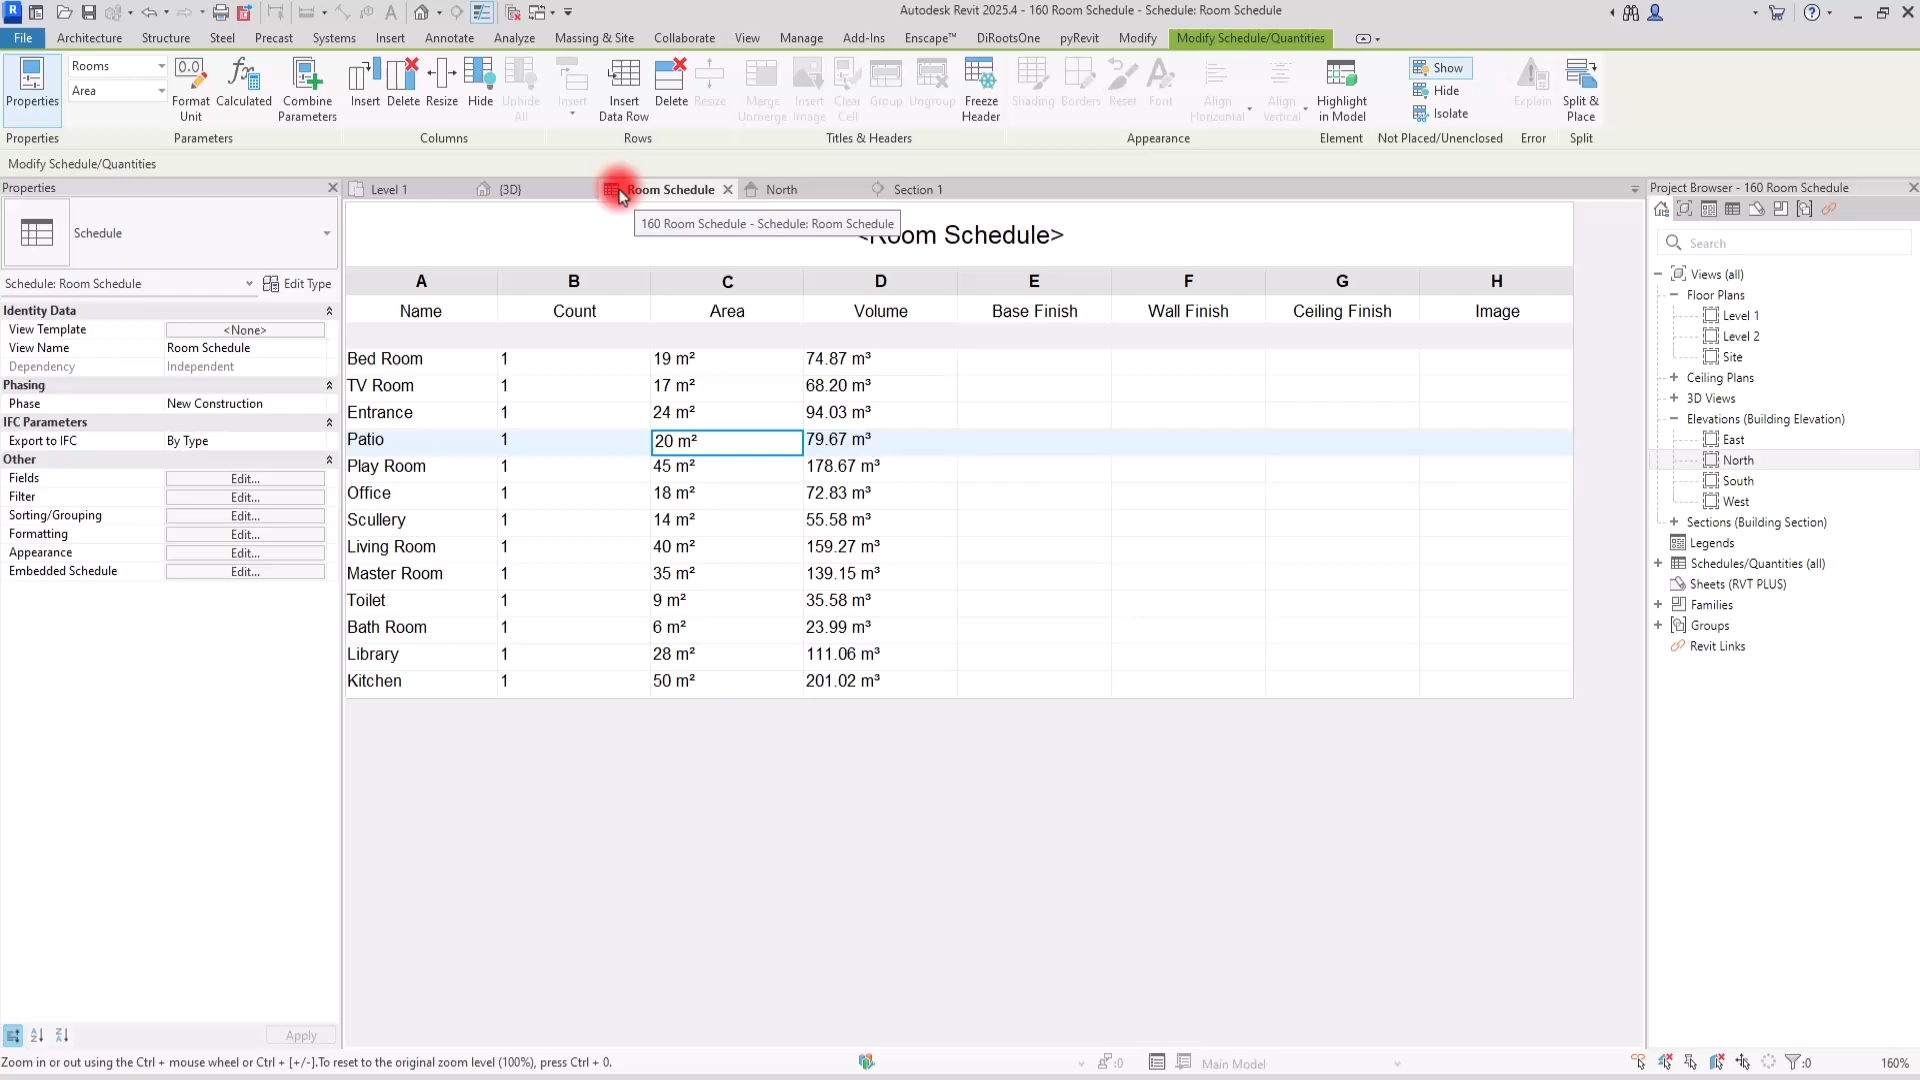 Autodesk Revit 2025.4 - 160 Room Schedule - Schedule: Room Schedule
File Architecture Structure Steel Precast Systems Insert Annotate Analyze Massing & Site Collaborate View Manage Add-Ins Enscape™ DiRootsOne pyRevit Modify Modify Schedule/Quantities
Properties
Rooms
Area
Format Unit
Calculated
Combine Parameters
Insert
Delete
Resize
Hide
Unhide All
Insert
Insert Data Row
Delete
Resize
Merge Unmerge
Insert Image
Clear Cell
Group
Ungroup
Freeze Header
Shading
Borders
Reset
Font
Align Horizontal
Align Vertical
Highlight in Model
Show
Hide
Isolate
Explain
Split & Place
Properties Parameters Columns Rows Titles & Headers Appearance Element Not Placed/Unenclosed Error Split
Modify Schedule/Quantities
Properties
Schedule
Schedule: Room Schedule Edit Type
Identity Data
View Template <None>
View Name Room Schedule
Dependency Independent
Phasing
Phase New Construction
IFC Parameters
Export to IFC By Type
Other
Fields Edit...
Filter Edit...
Sorting/Grouping Edit...
Formatting Edit...
Appearance Edit...
Embedded Schedule Edit...
Apply
Level 1 {3D} Room Schedule North Section 1
160 Room Schedule - Schedule: Room Schedule
<Room Schedule>
A B C D E F G H
Name Count Area Volume Base Finish Wall Finish Ceiling Finish Image
Bed Room 1 19 m² 74.87 m³
TV Room 1 17 m² 68.20 m³
Entrance 1 24 m² 94.03 m³
Patio 1 20 m² 79.67 m³
Play Room 1 45 m² 178.67 m³
Office 1 18 m² 72.83 m³
Scullery 1 14 m² 55.58 m³
Living Room 1 40 m² 159.27 m³
Master Room 1 35 m² 139.15 m³
Toilet 1 9 m² 35.58 m³
Bath Room 1 6 m² 23.99 m³
Library 1 28 m² 111.06 m³
Kitchen 1 50 m² 201.02 m³
Project Browser - 160 Room Schedule
Search
Views (all)
Floor Plans
Level 1
Level 2
Site
Ceiling Plans
3D Views
Elevations (Building Elevation)
East
North
South
West
Sections (Building Section)
Legends
Schedules/Quantities (all)
Sheets (RVT PLUS)
Families
Groups
Revit Links
Zoom in or out using the Ctrl + mouse wheel or Ctrl + [+/-].To reset to the original zoom level (100%), press Ctrl + 0.
:0
Main Model
:0
160%